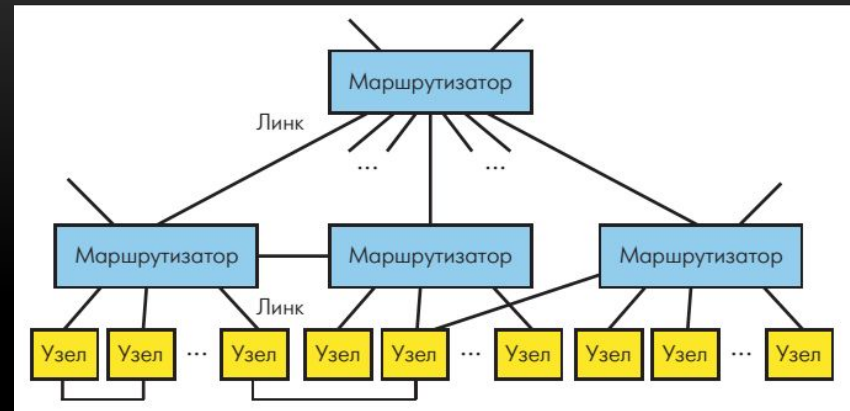 Маршрутизатор
Линк
... ...
Маршрутизатор Маршрутизатор Маршрутизатор
Линк
Узел Узел ... Узел Узел Узел ... Узел Узел Узел ... Узел